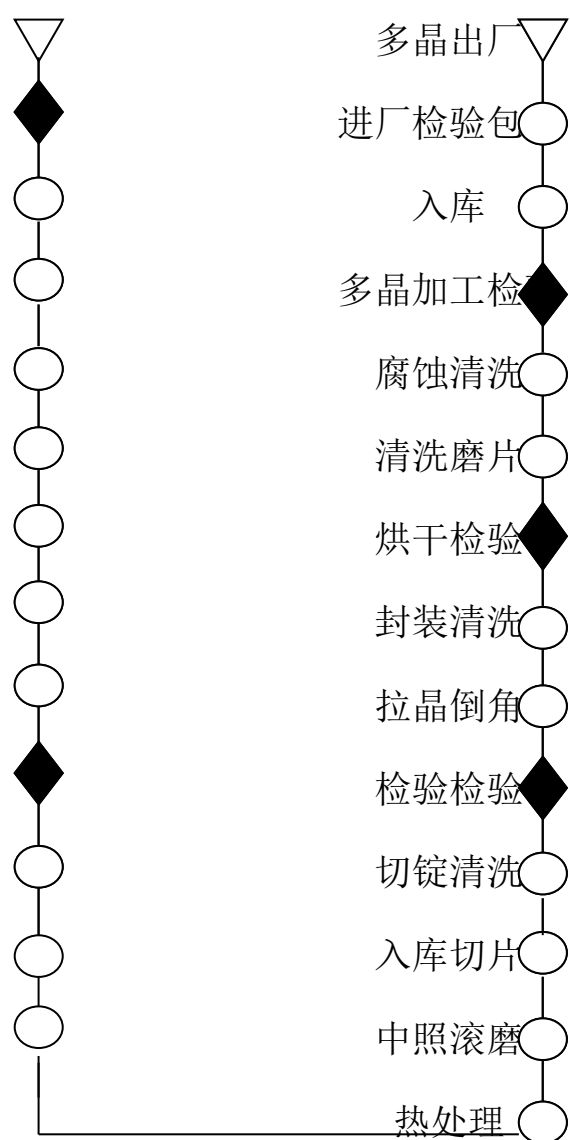 多晶出厂
进厂检验包
入库
多晶加工检
腐蚀清洗
清洗磨片
烘干检验
封装清洗
拉晶倒角
检验检验
切锭清洗
入库切片
中照滚磨
热处理